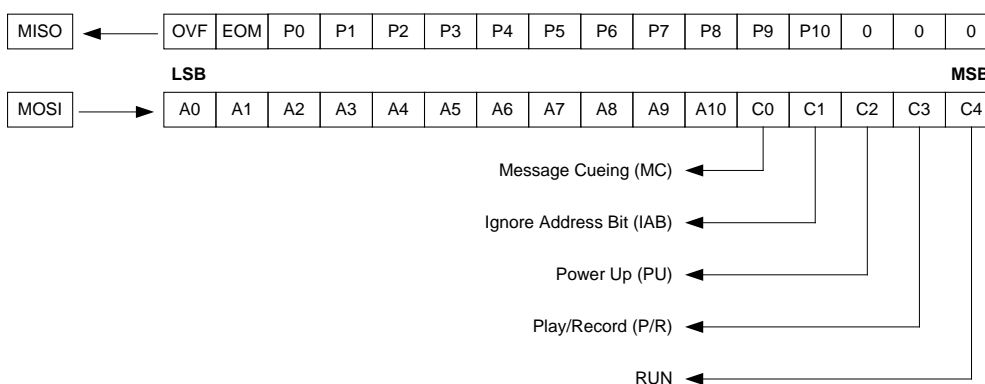 MISO OVF EOM P0 P1 P2 P3 P4 P5 P6 P7 P8 P9 P10 0 0 0
LSB MSB
MOSI A0 A1 A2 A3 A4 A5 A6 A7 A8 A9 A10 C0 C1 C2 C3 C4
Message Cueing (MC)
Ignore Address Bit (IAB)
Power Up (PU)
Play/Record (P/R)
RUN